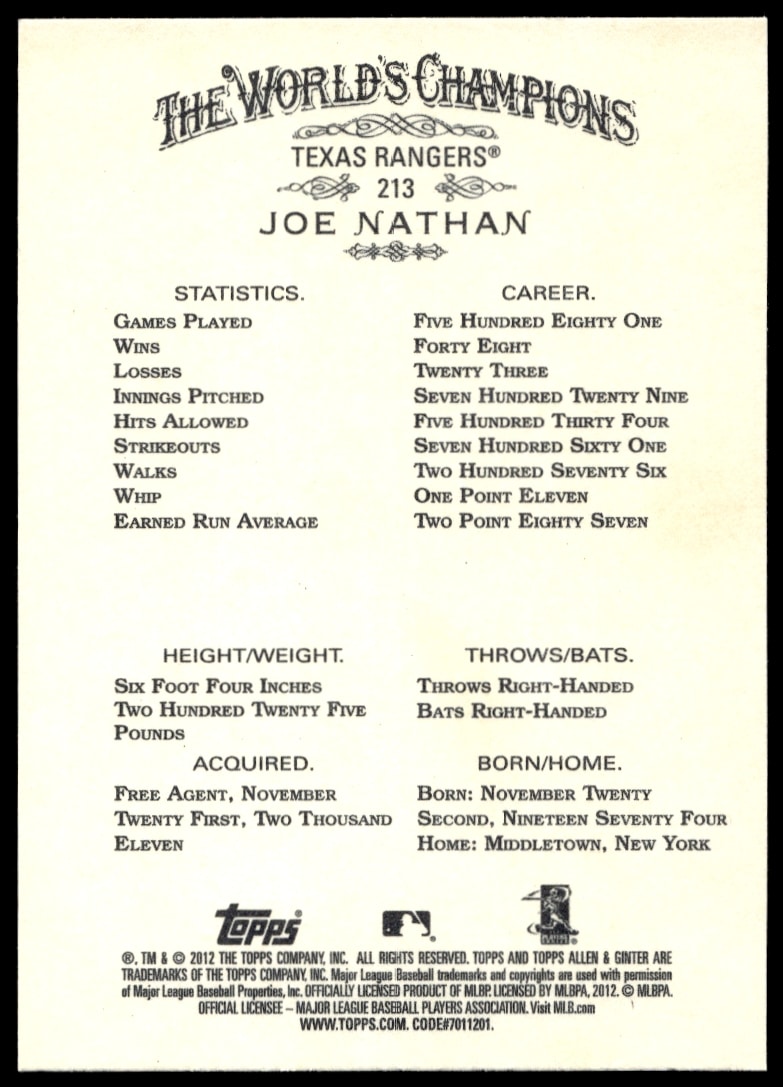 THE WORLD'S CHAMPIONS
TEXAS RANGERS®
213
JOE NATHAN
STATISTICS. CAREER.
GAMES PLAYED FIVE HUNDRED EIGHTY ONE
WINS FORTY EIGHT
LOSSES TWENTY THREE
INNINGS PITCHED SEVEN HUNDRED TWENTY NINE
HITS ALLOWED FIVE HUNDRED THIRTY FOUR
STRIKEOUTS SEVEN HUNDRED SIXTY ONE
WALKS TWO HUNDRED SEVENTY SIX
WHIP ONE POINT ELEVEN
EARNED RUN AVERAGE TWO POINT EIGHTY SEVEN
HEIGHT/WEIGHT.
SIX FOOT FOUR INCHES
TWO HUNDRED TWENTY FIVE
POUNDS
THROWS/BATS.
THROWS RIGHT-HANDED
BATS RIGHT-HANDED
ACQUIRED.
FREE AGENT, NOVEMBER
TWENTY FIRST, TWO THOUSAND
ELEVEN
BORN/HOME.
BORN: NOVEMBER TWENTY
SECOND, NINETEEN SEVENTY FOUR
HOME: MIDDLETOWN, NEW YORK
Topps®
®, TM & © 2012 THE TOPPS COMPANY, INC. ALL RIGHTS RESERVED. TOPPS AND TOPPS ALLEN & GINTER ARE
TRADEMARKS OF THE TOPPS COMPANY, INC. Major League Baseball trademarks and copyrights are used with permission
of Major League Baseball Properties, Inc. OFFICIALLY LICENSED PRODUCT OF MLBP. LICENSED BY MLBPA, 2012. © MLBPA.
OFFICIAL LICENSEE – MAJOR LEAGUE BASEBALL PLAYERS ASSOCIATION. Visit MLB.com
WWW.TOPPS.COM. CODE#7011201.